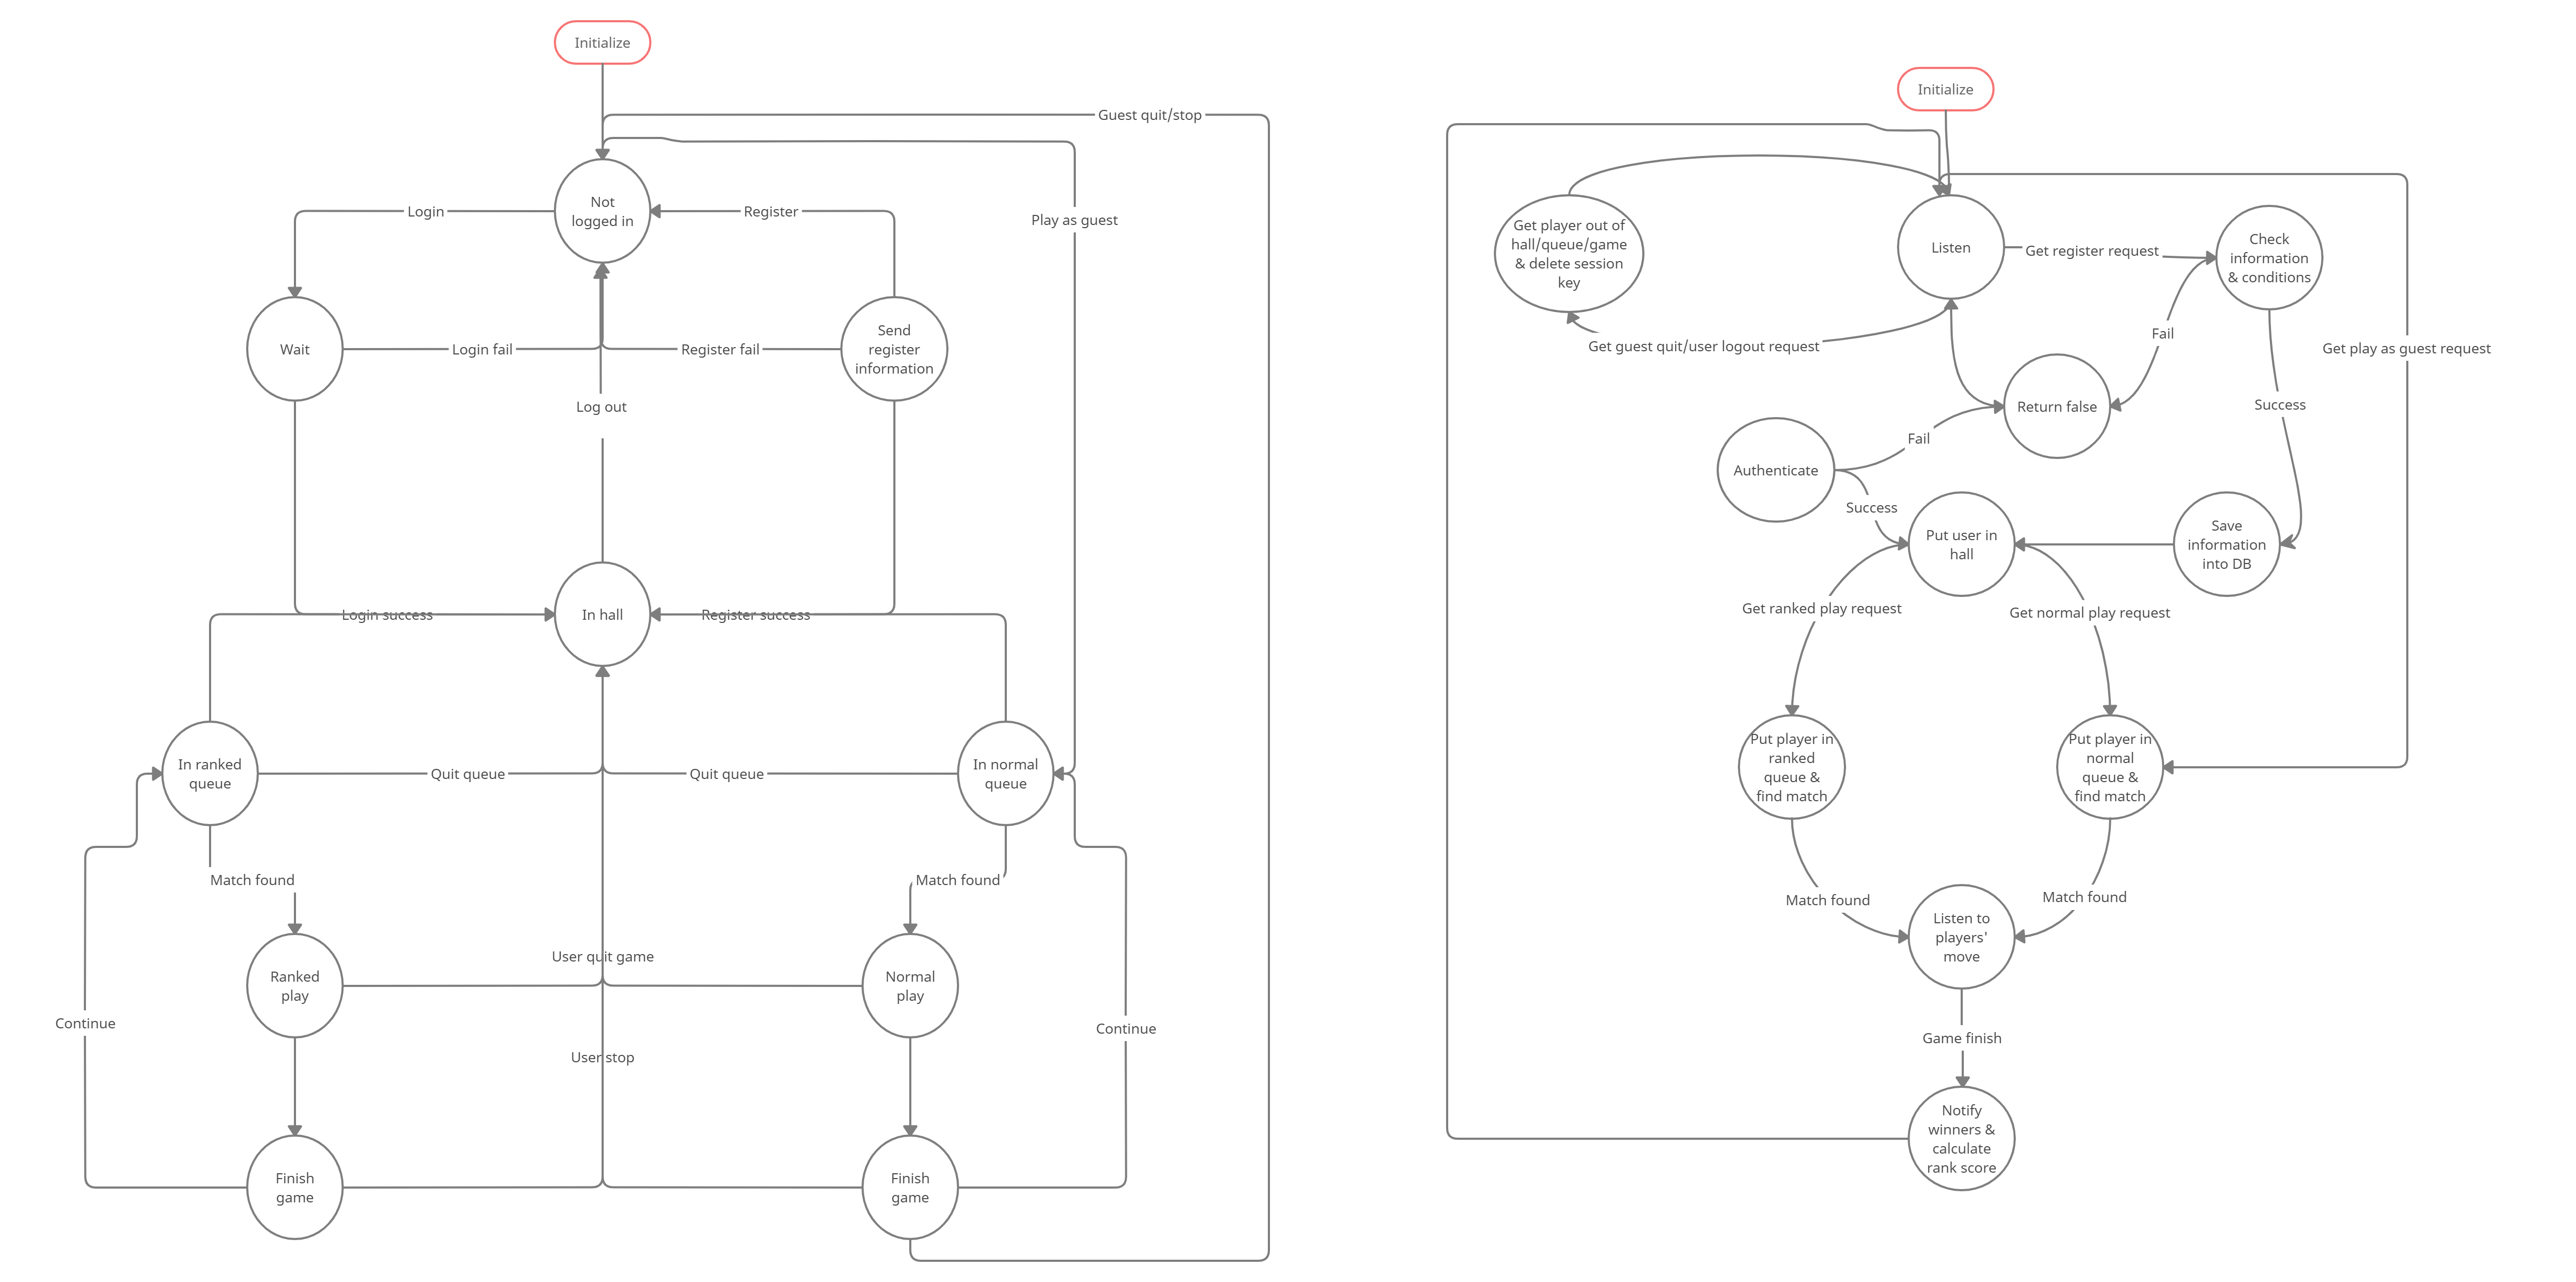 Initialize
Guest quit/stop
Not
logged in
Login
Register
Play as guest
Wait
Login fail
Register fail
Send
register
information
Log out
Login success
In hall
Register success
In ranked
queue
Quit queue
Quit queue
In normal
queue
Match found
Match found
Ranked
play
User quit game
Normal
play
Continue
Continue
User stop
Finish
game
Finish
game
Initialize
Get player out of
hall/queue/game
& delete session
key
Listen
Get register request
Check
information
& conditions
Get guest quit/user logout request
Fail
Get play as guest request
Return false
Success
Fail
Authenticate
Success
Put user in
hall
Save
information
into DB
Get ranked play request
Get normal play request
Put player in
ranked
queue &
find match
Put player in
normal
queue &
find match
Match found
Match found
Listen to
players'
move
Game finish
Notify
winners &
calculate
rank score